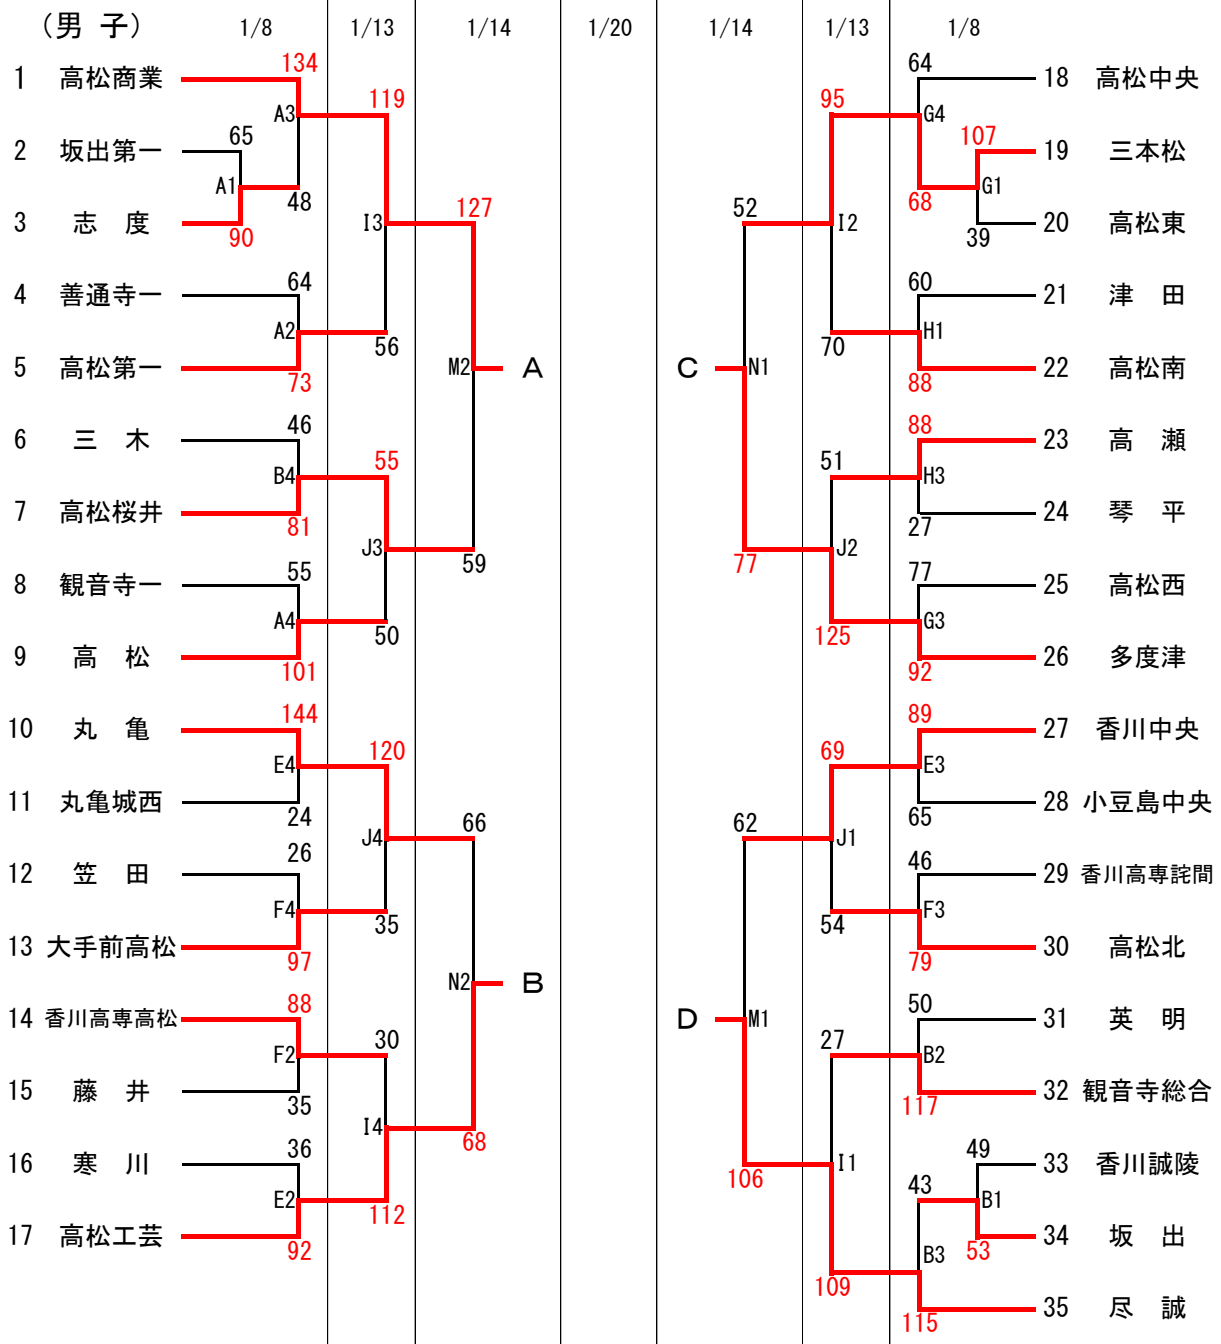 （男 子） 1/8 1/13 1/14 1/20 1/14 1/13 1/8
134 64
1 高松商業 119 95 18 高松中央
A3 G4
65 107
2 坂出第一 19 三本松
A1 G1
48 68
3 志 度 I3 127 52 I2 20 高松東
90 39
64 60
4 善通寺一 21 津 田
A2 H1
56 70
5 高松第一 M2 A C N1 22 高松南
73 88
46 88
6 三 木 55 51 23 高 瀬
B4 H3
7 高松桜井 24 琴 平
81 27
J3 J2
59 77
55 77
8 観音寺一 25 高松西
A4 G3
50 125
9 高 松 26 多度津
101 92
144 89
10 丸 亀 120 69 27 香川中央
E4 E3
11 丸亀城西 28 小豆島中央
24 65
66 62
J4 J1
26 46
12 笠 田 29 香川高専詫間
F4 F3
35 54
13 大手前高松 30 高松北
97 79
N2 B
88 50
14 香川高専高松 D M1 31 英 明
30 27
F2 B2
15 藤 井 32 観音寺総合
35 117
I4
68
36 49
16 寒 川 I1 33 香川誠陵
106
43
E2 B1
112
17 高松工芸 34 坂 出
92 53
B3
109
35 尽 誠
115